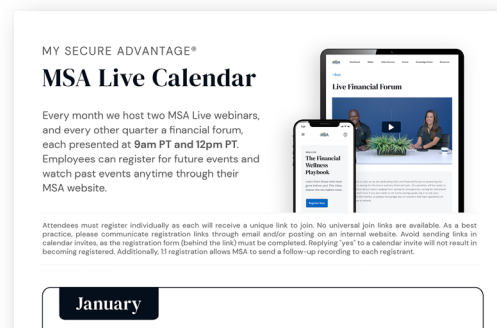 MY SECURE ADVANTAGE®
MSA Live Calendar
Every month we host two MSA Live webinars,
and every other quarter a financial forum,
each presented at 9am PT and 12pm PT.
Employees can register for future events and
watch past events anytime through their
MSA website.
Live Financial Forum
The Financial
Wellness
Playbook
Register Now
Attendees must register individually as each will receive a unique link to join. No universal join links are available. As a best
practice, please communicate registration links through email and/or posting on an internal website. Avoid sending links in
calendar invites, as the registration form (behind the link) must be completed. Replying "yes" to a calendar invite will not result in
becoming registered. Additionally, 1:1 registration allows MSA to send a follow-up recording to each registrant.
January